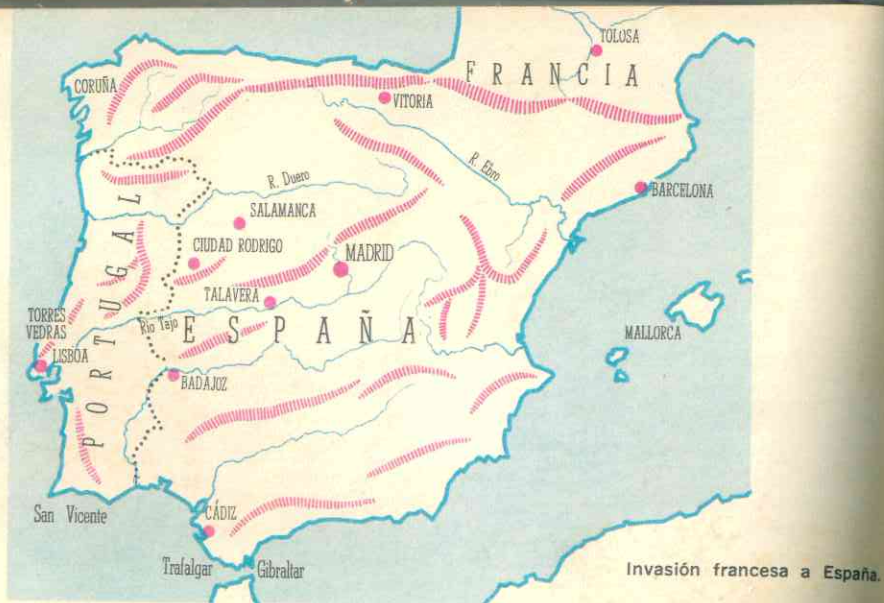 TOLOSA
FRANCIA
CORUÑA
VITORIA
R. Ebro
R. Duero
BARCELONA
SALAMANCA
CIUDAD RODRIGO
MADRID
PORTUGAL
TALAVERA
TORRES
VEDRAS
Rio Tajo
ESPAÑA
MALLORCA
LISBOA
BADAJOZ
San Vicente
CÁDIZ
Trafalgar
Gibraltar
Invasión francesa a España.